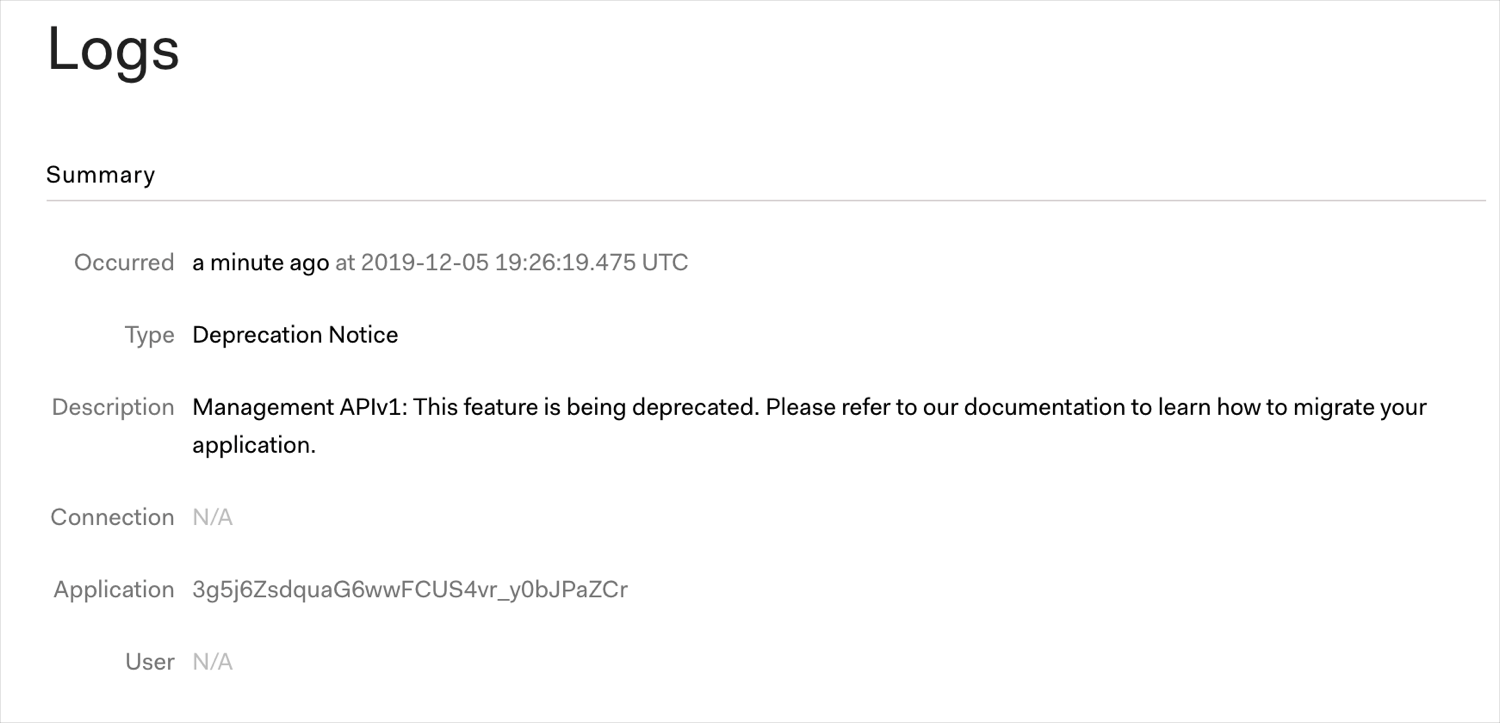 Logs
Summary
Occurred a minute ago at 2019-12-05 19:26:19.475 UTC
Type Deprecation Notice
Description Management APIv1: This feature is being deprecated. Please refer to our documentation to learn how to migrate your
application.
Connection N/A
Application 3g5j6ZsdquaG6wwFCUS4vr_y0bJPaZCr
User N/A